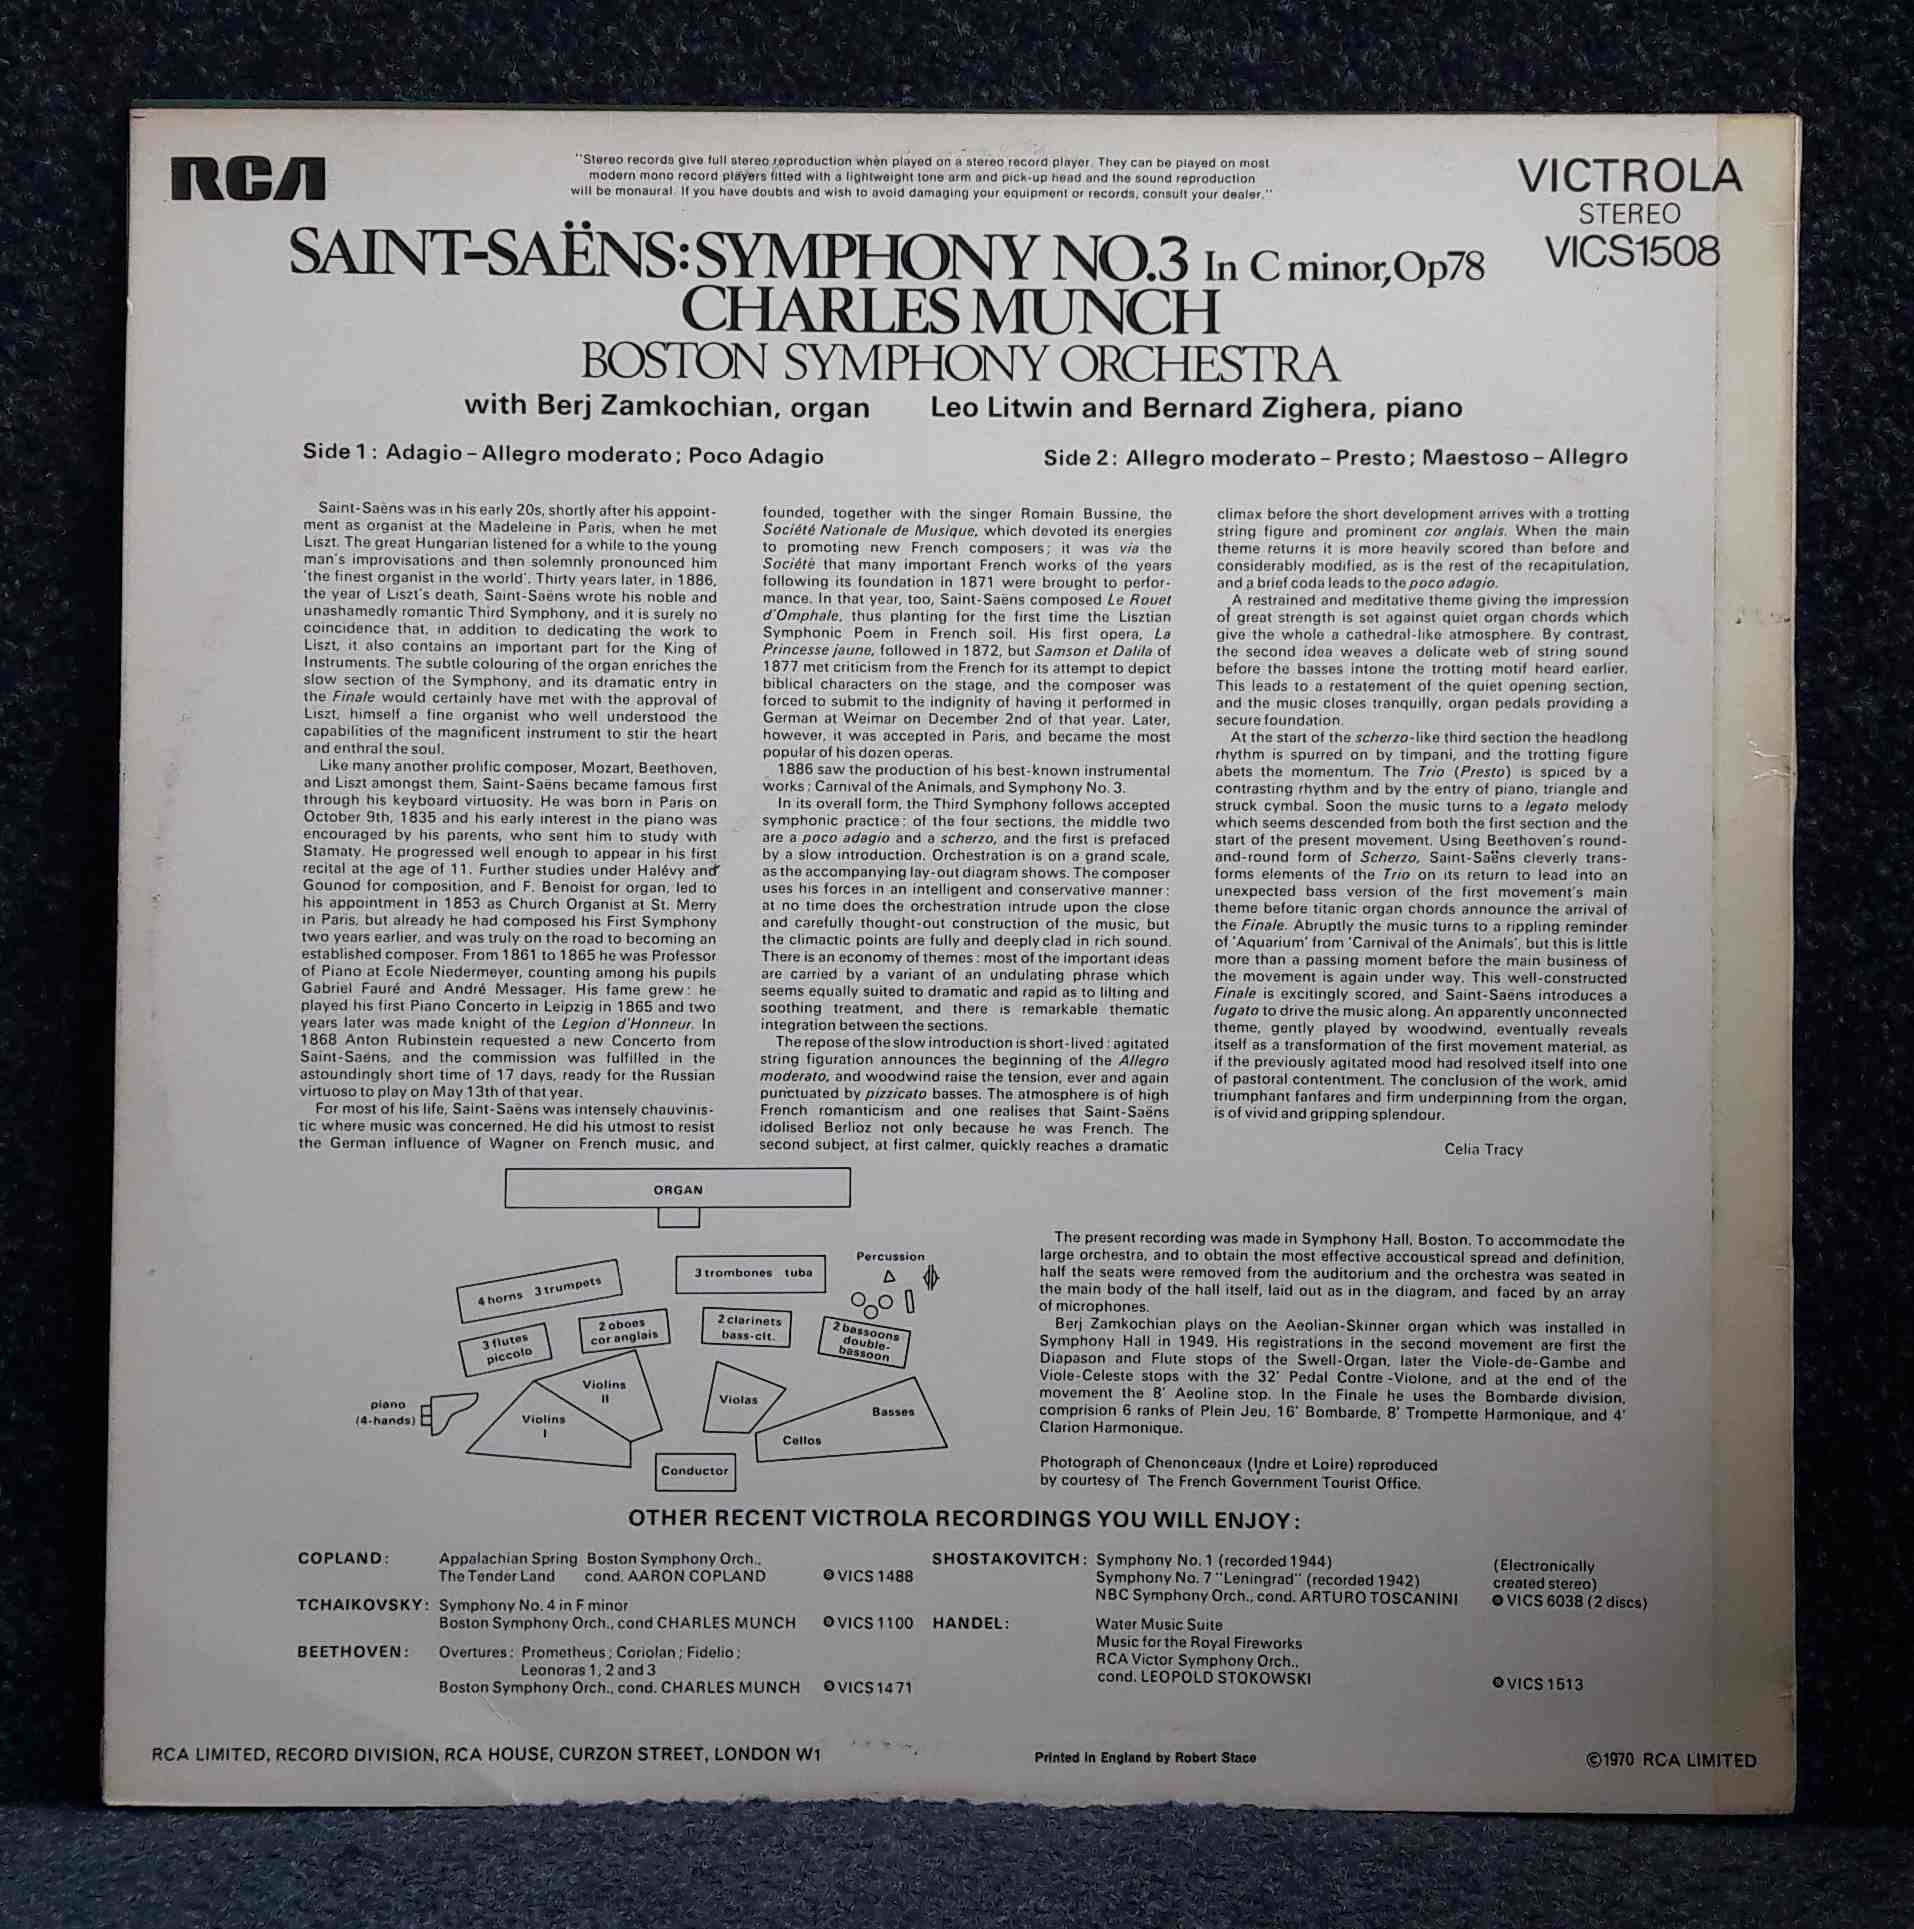 RCA
"Stereo records give full stereo reproduction when played on a stereo record player. They can be played on most
modern mono record players fitted with a lightweight tone arm and pick-up head and the sound reproduction
will be monaural. If you have doubts and wish to avoid damaging your equipment or records, consult your dealer."
VICTROLA
STEREO
VICS1508
SAINT-SAËNS: SYMPHONY NO.3 In C minor, Op78
CHARLES MUNCH
BOSTON SYMPHONY ORCHESTRA
with Berj Zamkochian, organ Leo Litwin and Bernard Zighera, piano
Side 1: Adagio – Allegro moderato; Poco Adagio
Side 2: Allegro moderato – Presto; Maestoso – Allegro
Saint-Saëns was in his early 20s, shortly after his appoint-
ment as organist at the Madeleine in Paris, when he met
Liszt. The great Hungarian listened for a while to the young
man's improvisations and then solemnly pronounced him
'the finest organist in the world'. Thirty years later, in 1886,
the year of Liszt's death, Saint-Saëns wrote his noble and
unashamedly romantic Third Symphony, and it is surely no
coincidence that, in addition to dedicating the work to
Liszt, it also contains an important part for the King of
Instruments. The subtle colouring of the organ enriches the
slow section of the Symphony, and its dramatic entry in
the Finale would certainly have met with the approval of
Liszt, himself a fine organist who well understood the
capabilities of the magnificent instrument to stir the heart
and enthral the soul.
Like many another prolific composer, Mozart, Beethoven,
and Liszt amongst them, Saint-Saëns became famous first
through his keyboard virtuosity. He was born in Paris on
October 9th, 1835 and his early interest in the piano was
encouraged by his parents, who sent him to study with
Stamaty. He progressed well enough to appear in his first
recital at the age of 11. Further studies under Halévy and
Gounod for composition, and F. Benoist for organ, led to
his appointment in 1853 as Church Organist at St. Merry
in Paris, but already he had composed his First Symphony
two years earlier, and was truly on the road to becoming an
established composer. From 1861 to 1865 he was Professor
of Piano at Ecole Niedermeyer, counting among his pupils
Gabriel Fauré and André Messager. His fame grew: he
played his first Piano Concerto in Leipzig in 1865 and two
years later was made knight of the Legion d'Honneur. In
1868 Anton Rubinstein requested a new Concerto from
Saint-Saëns, and the commission was fulfilled in the
astoundingly short time of 17 days, ready for the Russian
virtuoso to play on May 13th of that year.
For most of his life, Saint-Saëns was intensely chauvinis-
tic where music was concerned. He did his utmost to resist
the German influence of Wagner on French music, and
founded, together with the singer Romain Bussine, the
Société Nationale de Musique, which devoted its energies
to promoting new French composers; it was via the
Société that many important French works of the years
following its foundation in 1871 were brought to perfor-
mance. In that year, too, Saint-Saëns composed Le Rouet
d'Omphale, thus planting for the first time the Lisztian
Symphonic Poem in French soil. His first opera, La
Princesse jaune, followed in 1872, but Samson et Dalila of
1877 met criticism from the French for its attempt to depict
biblical characters on the stage, and the composer was
forced to submit to the indignity of having it performed in
German at Weimar on December 2nd of that year. Later,
however, it was accepted in Paris, and became the most
popular of his dozen operas.
1886 saw the production of his best-known instrumental
works: Carnival of the Animals, and Symphony No. 3.
In its overall form, the Third Symphony follows accepted
symphonic practice; of the four sections, the middle two
are a poco adagio and a scherzo, and the first is prefaced
by a slow introduction. Orchestration is on a grand scale,
as the accompanying lay-out diagram shows. The composer
uses his forces in an intelligent and conservative manner:
at no time does the orchestration intrude upon the close
and carefully thought-out construction of the music, but
the climactic points are fully and deeply clad in rich sound.
There is an economy of themes: most of the important ideas
are carried by a variant of an undulating phrase which
seems equally suited to dramatic and rapid as to lilting and
soothing treatment, and there is remarkable thematic
integration between the sections.
The repose of the slow introduction is short-lived: agitated
string figuration announces the beginning of the Allegro
moderato, and woodwind raise the tension, ever and again
punctuated by pizzicato basses. The atmosphere is of high
French romanticism and one realises that Saint-Saëns
idolised Berlioz not only because he was French. The
second subject, at first calmer, quickly reaches a dramatic
climax before the short development arrives with a trotting
string figure and prominent cor anglais. When the main
theme returns it is more heavily scored than before and
considerably modified, as is the rest of the recapitulation,
and a brief coda leads to the poco adagio.
A restrained and meditative theme giving the impression
of great strength is set against quiet organ chords which
give the whole a cathedral-like atmosphere. By contrast,
the second idea weaves a delicate web of string sound
before the basses intone the trotting motif heard earlier.
This leads to a restatement of the quiet opening section,
and the music closes tranquilly, organ pedals providing a
secure foundation.
At the start of the scherzo-like third section the headlong
rhythm is spurred on by timpani, and the trotting figure
abets the momentum. The Trio (Presto) is spiced by a
contrasting rhythm and by the entry of piano, triangle and
struck cymbal. Soon the music turns to a legato melody
which seems descended from both the first section and the
start of the present movement. Using Beethoven's round-
and-round form of Scherzo, Saint-Saëns cleverly trans-
forms elements of the Trio on its return to lead into an
unexpected bass version of the first movement's main
theme before titanic organ chords announce the arrival of
the Finale. Abruptly the music turns to a rippling reminder
of 'Aquarium' from 'Carnival of the Animals', but this is little
more than a passing moment before the main business of
the movement is again under way. This well-constructed
Finale is excitingly scored, and Saint-Saëns introduces a
fugato to drive the music along. An apparently unconnected
theme, gently played by woodwind, eventually reveals
itself as a transformation of the first movement material, as
if the previously agitated mood had resolved itself into one
of pastoral contentment. The conclusion of the work, amid
triumphant fanfares and firm underpinning from the organ,
is of vivid and gripping splendour.
Celia Tracy
ORGAN
4 horns 3 trumpets
3 trombones tuba
Percussion
3 flutes
piccolo
2 oboes
cor anglais
2 clarinets
bass-clt.
2 bassoons
double-
bassoon
piano
(4-hands)
Violins
I
Violins
II
Violas
Cellos
Basses
Conductor
The present recording was made in Symphony Hall, Boston. To accommodate the
large orchestra, and to obtain the most effective accoustical spread and definition,
half the seats were removed from the auditorium and the orchestra was seated in
the main body of the hall itself, laid out as in the diagram, and faced by an array
of microphones.
Berj Zamkochian plays on the Aeolian-Skinner organ which was installed in
Symphony Hall in 1949. His registrations in the second movement are first the
Diapason and Flute stops of the Swell-Organ, later the Viole-de-Gambe and
Viole-Celeste stops with the 32' Pedal Contre-Violone, and at the end of the
movement the 8' Aeoline stop. In the Finale he uses the Bombarde division,
comprision 6 ranks of Plein Jeu, 16' Bombarde, 8' Trompette Harmonique, and 4'
Clarion Harmonique.
Photograph of Chenonceaux (Indre et Loire) reproduced
by courtesy of The French Government Tourist Office.
OTHER RECENT VICTROLA RECORDINGS YOU WILL ENJOY:
COPLAND: Appalachian Spring Boston Symphony Orch.,
The Tender Land cond. AARON COPLAND VICS 1488
TCHAIKOVSKY: Symphony No. 4 in F minor
Boston Symphony Orch., cond CHARLES MUNCH VICS 1100
BEETHOVEN: Overtures: Prometheus; Coriolan; Fidelio;
Leonoras 1, 2 and 3
Boston Symphony Orch., cond. CHARLES MUNCH VICS 1471
SHOSTAKOVITCH: Symphony No. 1 (recorded 1944) (Electronically
Symphony No. 7 "Leningrad" (recorded 1942) created stereo)
NBC Symphony Orch., cond. ARTURO TOSCANINI VICS 6038 (2 discs)
HANDEL: Water Music Suite
Music for the Royal Fireworks
RCA Victor Symphony Orch.,
cond. LEOPOLD STOKOWSKI VICS 1513
RCA LIMITED, RECORD DIVISION, RCA HOUSE, CURZON STREET, LONDON W1
Printed in England by Robert Stace
©1970 RCA LIMITED